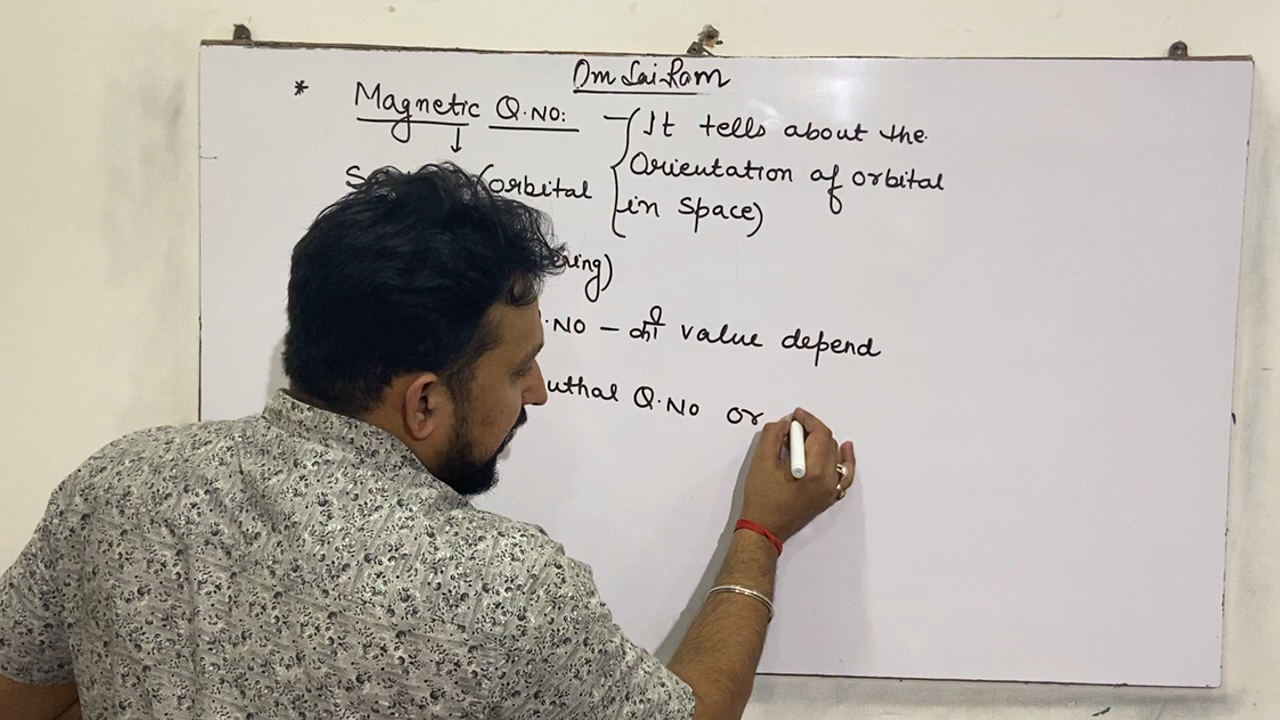 Om Sai Ram
* Magnetic Q.NO: – { It tells about the
Orientation of orbital
in space)
↓
(orbital
ering)
.NO – की value depend
uthal Q.NO or